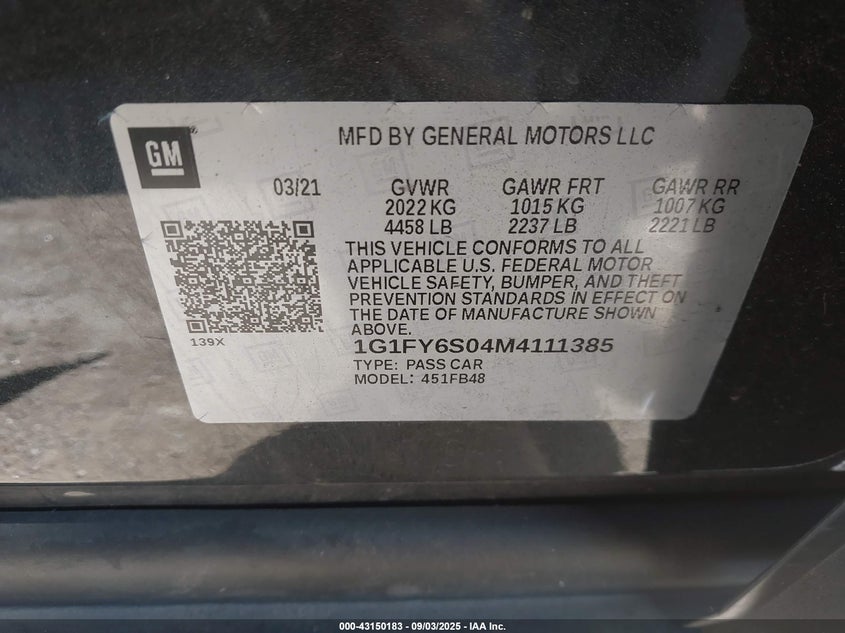 GM
MFD BY GENERAL MOTORS LLC
03/21 GVWR GAWR FRT GAWR RR
2022 KG 1015 KG 1007 KG
4458 LB 2237 LB 2221 LB
THIS VEHICLE CONFORMS TO ALL
APPLICABLE U.S. FEDERAL MOTOR
VEHICLE SAFETY, BUMPER, AND THEFT
PREVENTION STANDARDS IN EFFECT ON
THE DATE OF MANUFACTURE SHOWN
ABOVE.
139X
1G1FY6S04M4111385
TYPE: PASS CAR
MODEL: 451FB48
000-43150183 - 09/03/2025 - IAA Inc.